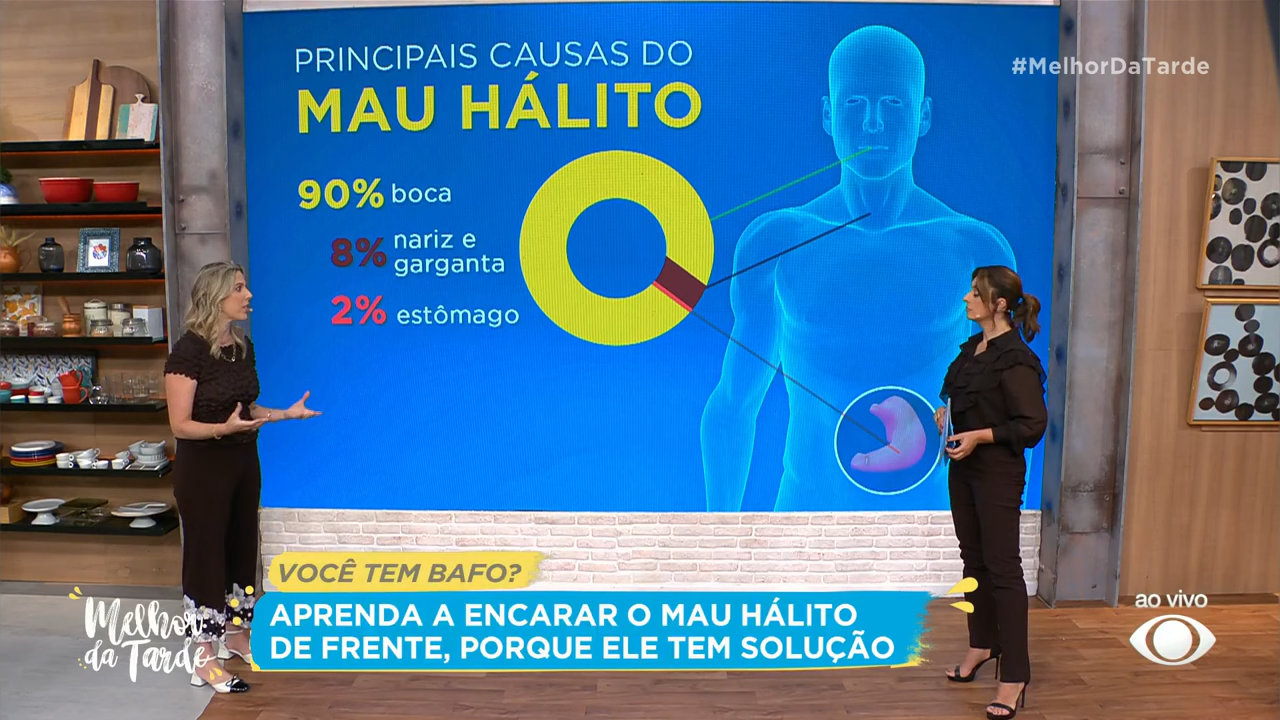 PRINCIPAIS CAUSAS DO
MAU HÁLITO
#MelhorDaTarde
90% boca
8% nariz e
garganta
2% estômago
VOCÊ TEM BAFO?
APRENDA A ENCARAR O MAU HÁLITO
DE FRENTE, PORQUE ELE TEM SOLUÇÃO
Melhor
da Tarde
ao vivo